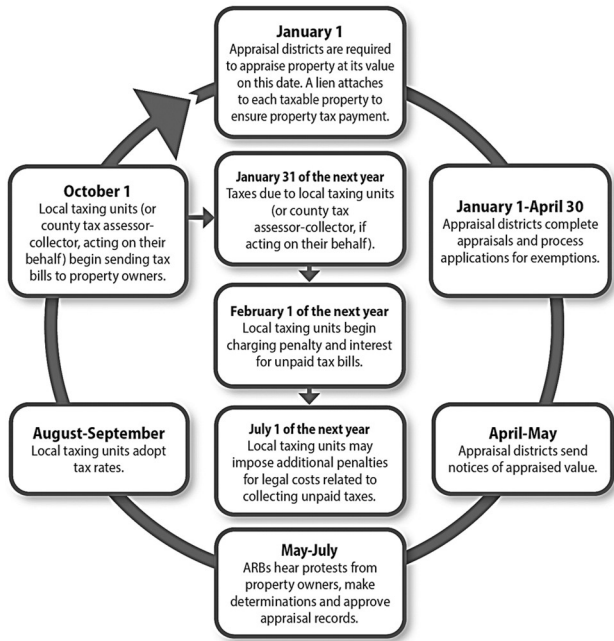 January 1
Appraisal districts are required
to appraise property at its value
on this date. A lien attaches
to each taxable property to
ensure property tax payment.
January 1-April 30
Appraisal districts complete
appraisals and process
applications for exemptions.
April-May
Appraisal districts send
notices of appraised value.
May-July
ARBs hear protests from
property owners, make
determinations and approve
appraisal records.
August-September
Local taxing units adopt
tax rates.
October 1
Local taxing units (or
county tax assessor-
collector, acting on their
behalf) begin sending tax
bills to property owners.
January 31 of the next year
Taxes due to local taxing units
(or county tax
assessor-collector, if
acting on their behalf).
February 1 of the next year
Local taxing units begin
charging penalty and interest
for unpaid tax bills.
July 1 of the next year
Local taxing units may
impose additional penalties
for legal costs related to
collecting unpaid taxes.